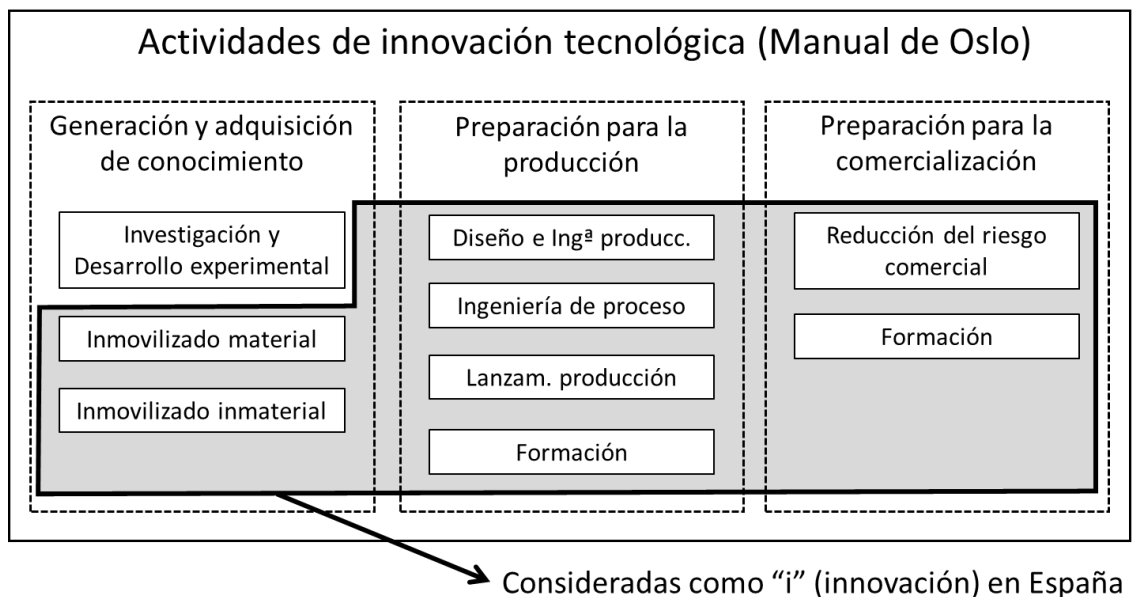 Actividades de innovación tecnológica (Manual de Oslo)
Generación y adquisición
de conocimiento
Investigación y
Desarrollo experimental
Inmovilizado material
Inmovilizado inmaterial
Preparación para la
producción
Diseño e Ingª producc.
Ingeniería de proceso
Lanzam. producción
Formación
Preparación para la
comercialización
Reducción del riesgo
comercial
Formación
Consideradas como “i” (innovación) en España